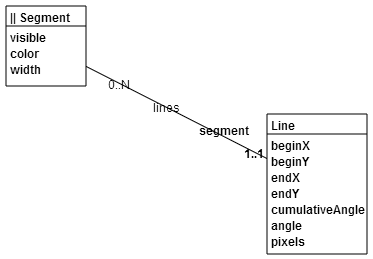 || Segment
visible
color
width
0..N
lines
segment
1..1
Line
beginX
beginY
endX
endY
cumulativeAngle
angle
pixels